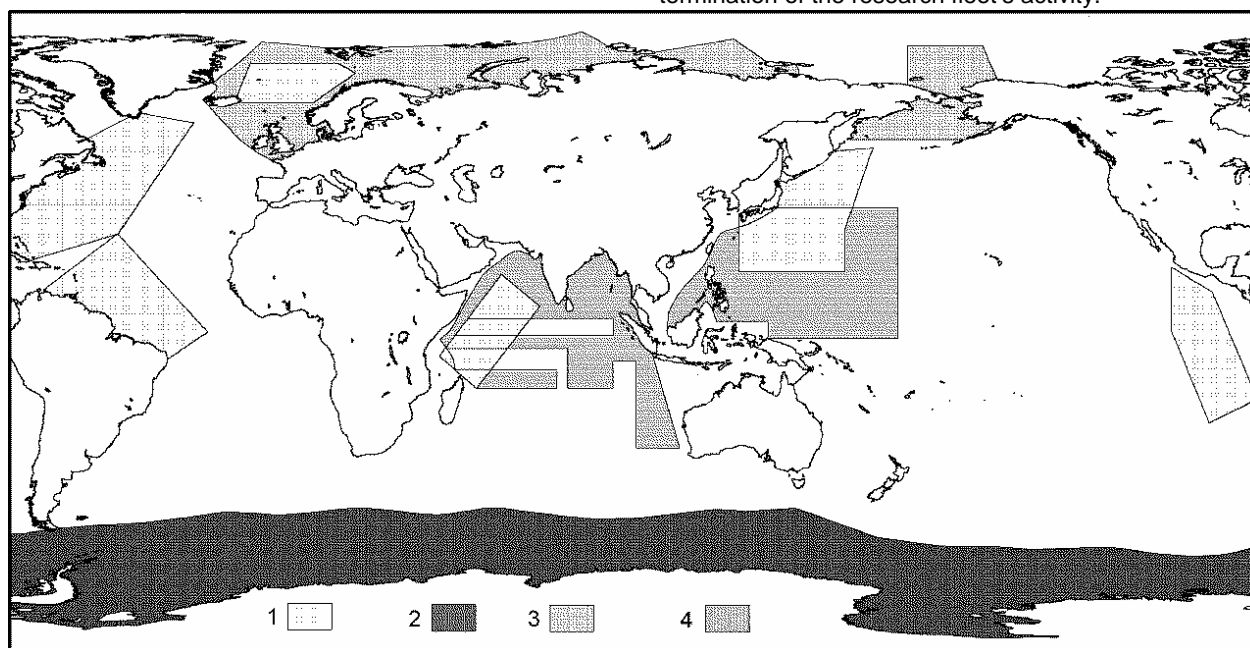 termination of the research fleet's activity.
1 2 3 4